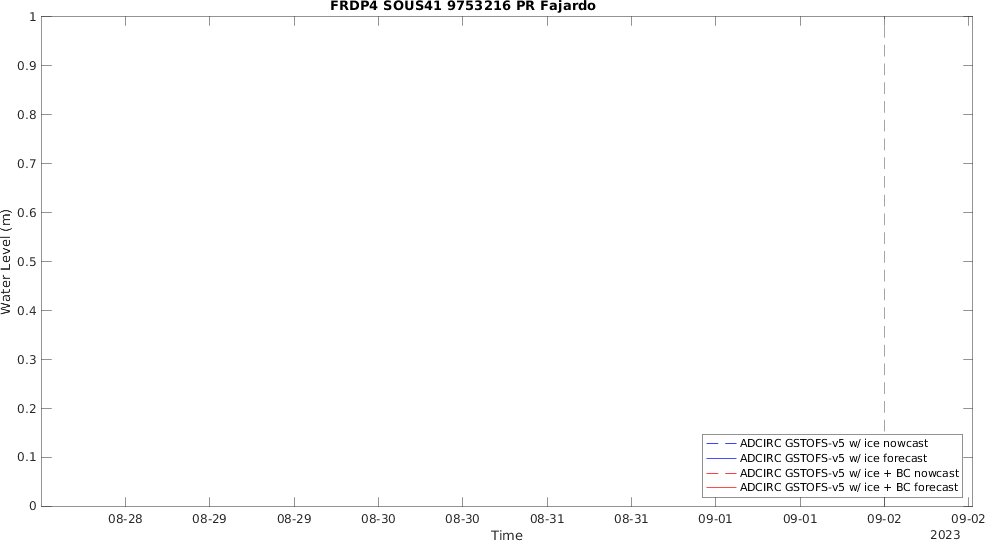 FRDP4 SOUS41 9753216 PR Fajardo
1
0.9
0.8
0.7
0.6
0.5
0.4
0.3
0.2
0.1
0
Water Level (m)
ADCIRC GSTOFS-v5 w/ ice nowcast
ADCIRC GSTOFS-v5 w/ ice forecast
ADCIRC GSTOFS-v5 w/ ice + BC nowcast
ADCIRC GSTOFS-v5 w/ ice + BC forecast
08-28 08-29 08-29 08-30 08-30 08-31 08-31 09-01 09-01 09-02 09-02
Time
2023